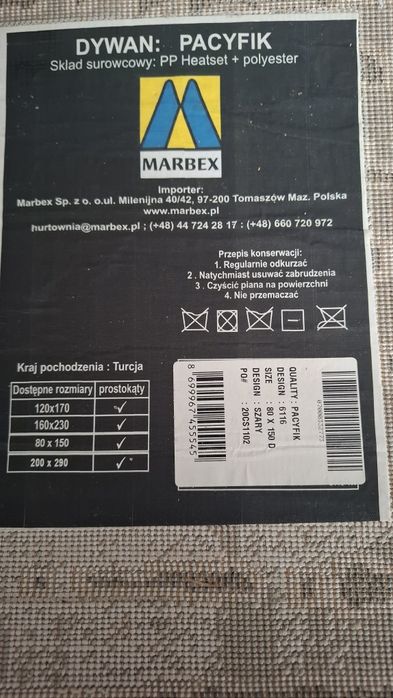 DYWAN: PACYFIK
Skład surowcowy: PP Heatset + polyester
MARBEX
Importer:
Marbex Sp. z o. o.ul. Milenijna 40/42, 97-200 Tomaszów Maz. Polska
www.marbex.pl
hurtownia@marbex.pl ; (+48) 44 724 28 17 : (+48) 660 720 972
Przepis konserwacji:
1. Regularnie odkurzać
2 . Natychmiast usuwać zabrudzenia
3 . Czyścić piana na powierzchni
4. Nie przemaczać
Kraj pochodzenia : Turcja
Dostępne rozmiary prostokąty
120x170 ✓
160x230 ✓
80 x 150 ✓
200 x 290 ✓
QUALITY : PACYFIK
DESIGN : 6116
SIZE : 80 X 150 D
DESIGN : SZARY
PO# : 20CS1102
8 699967 455545